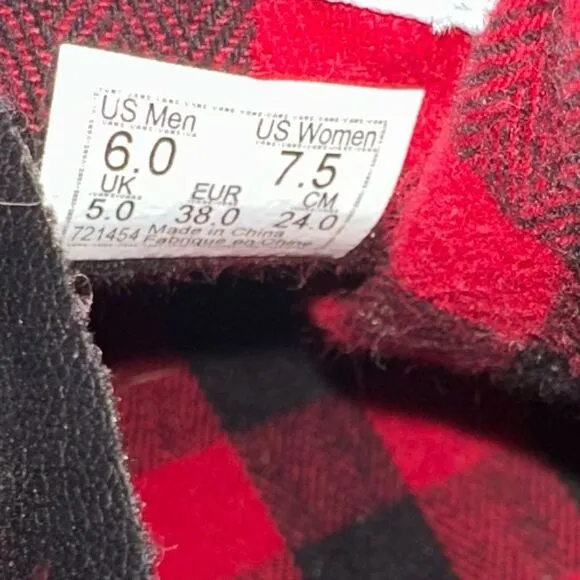 US Men US Women
6.0 7.5
UK EUR CM
5.0 38.0 24.0
721454 Made in China
Fabrique en Chine